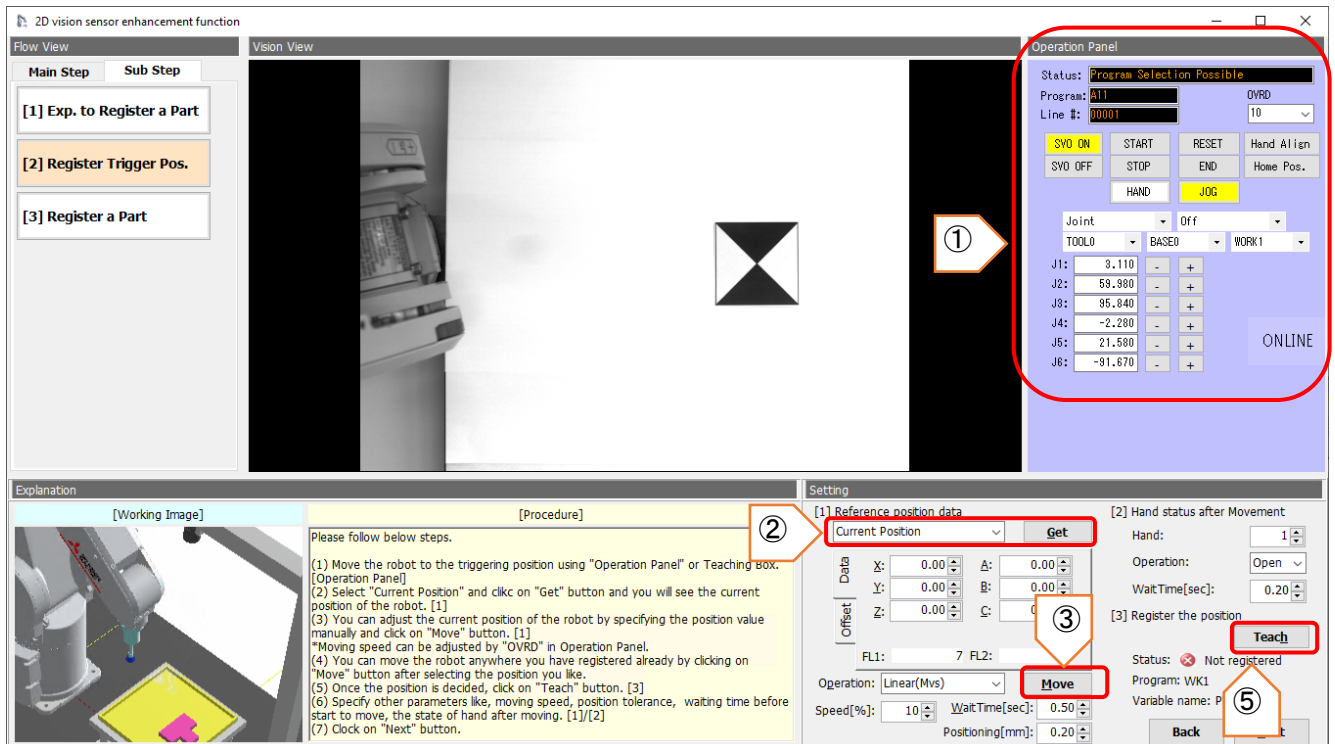 2D vision sensor enhancement function
Flow View
Main Step Sub Step
[1] Exp. to Register a Part
[2] Register Trigger Pos.
[3] Register a Part
Vision View
Operation Panel
Status: Program Selection Possible
Program: A11
OVRD
Line #: 00001
10
SVO ON START RESET Hand Align
SVO OFF STOP END Home Pos.
HAND JOG
Joint Off
TOOL0 BASE0 WORK1
J1: 3.110 - +
J2: 59.980 - +
J3: 95.840 - +
J4: -2.280 - +
J5: 21.580 - +
J6: -91.670 - +
ONLINE
①
Explanation
[Working Image]
[Procedure]
Please follow below steps.
(1) Move the robot to the triggering position using "Operation Panel" or Teaching Box.
[Operation Panel]
(2) Select "Current Position" and clikc on "Get" button and you will see the current
position of the robot. [1]
(3) You can adjust the current position of the robot by specifying the position value
manually and click on "Move" button. [1]
*Moving speed can be adjusted by "OVRD" in Operation Panel.
(4) You can move the robot anywhere you have registered already by clicking on
"Move" button after selecting the position you like.
(5) Once the position is decided, click on "Teach" button. [3]
(6) Specify other parameters like, moving speed, position tolerance, waiting time before
start to move, the state of hand after moving. [1]/[2]
(7) Clock on "Next" button.
Setting
[1] Reference position data
②
Current Position Get
Data
Offset
X: 0.00 A: 0.00
Y: 0.00 B: 0.00
Z: 0.00 C:
③
FL1: 7 FL2:
Operation: Linear(Mvs) Move
Speed[%]: 10 WaitTime[sec]: 0.50
Positioning[mm]: 0.20
[2] Hand status after Movement
Hand: 1
Operation: Open
WaitTime[sec]: 0.20
[3] Register the position
Teach
Status: Not registered
Program: WK1
Variable name: P
⑤
Back